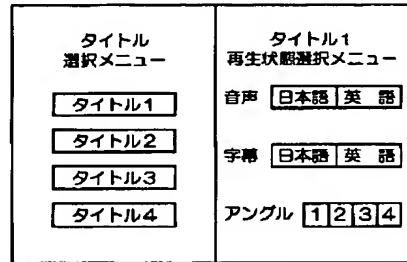 タイトル
選択メニュー
タイトル1
タイトル2
タイトル3
タイトル4
タイトル1
再生状態選択メニュー
音声 日本語 英 語
字幕 日本語 英 語
アングル 1 2 3 4